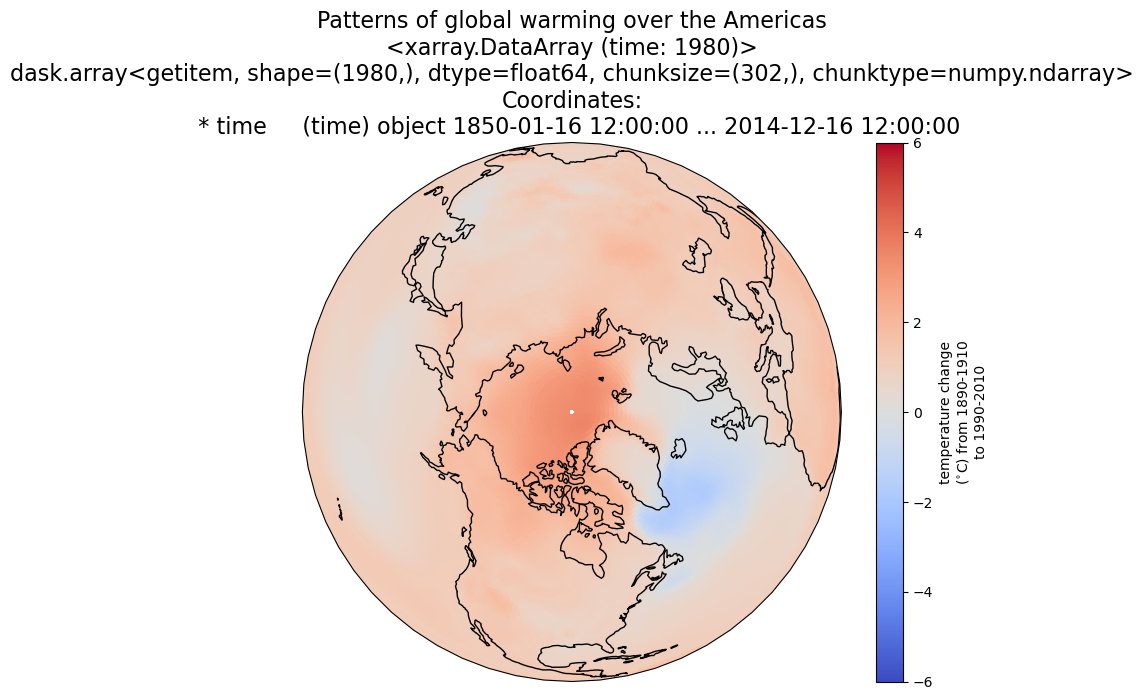 Patterns of global warming over the Americas
<xarray.DataArray (time: 1980)>
dask.array<getitem, shape=(1980,), dtype=float64, chunksize=(302,), chunktype=numpy.ndarray>
Coordinates:
* time     (time) object 1850-01-16 12:00:00 ... 2014-12-16 12:00:00
6
4
2
0
−2
−4
−6
temperature change
(°C) from 1890-1910
to 1990-2010